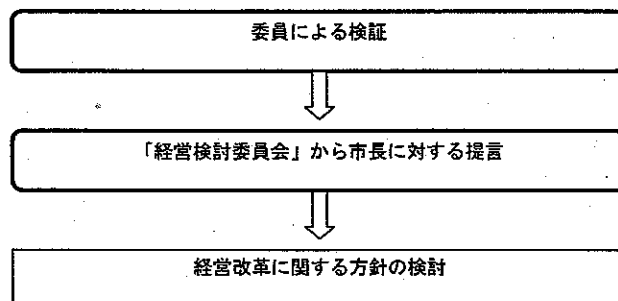 委員による検証
「経営検討委員会」から市長に対する提言
経営改革に関する方針の検討